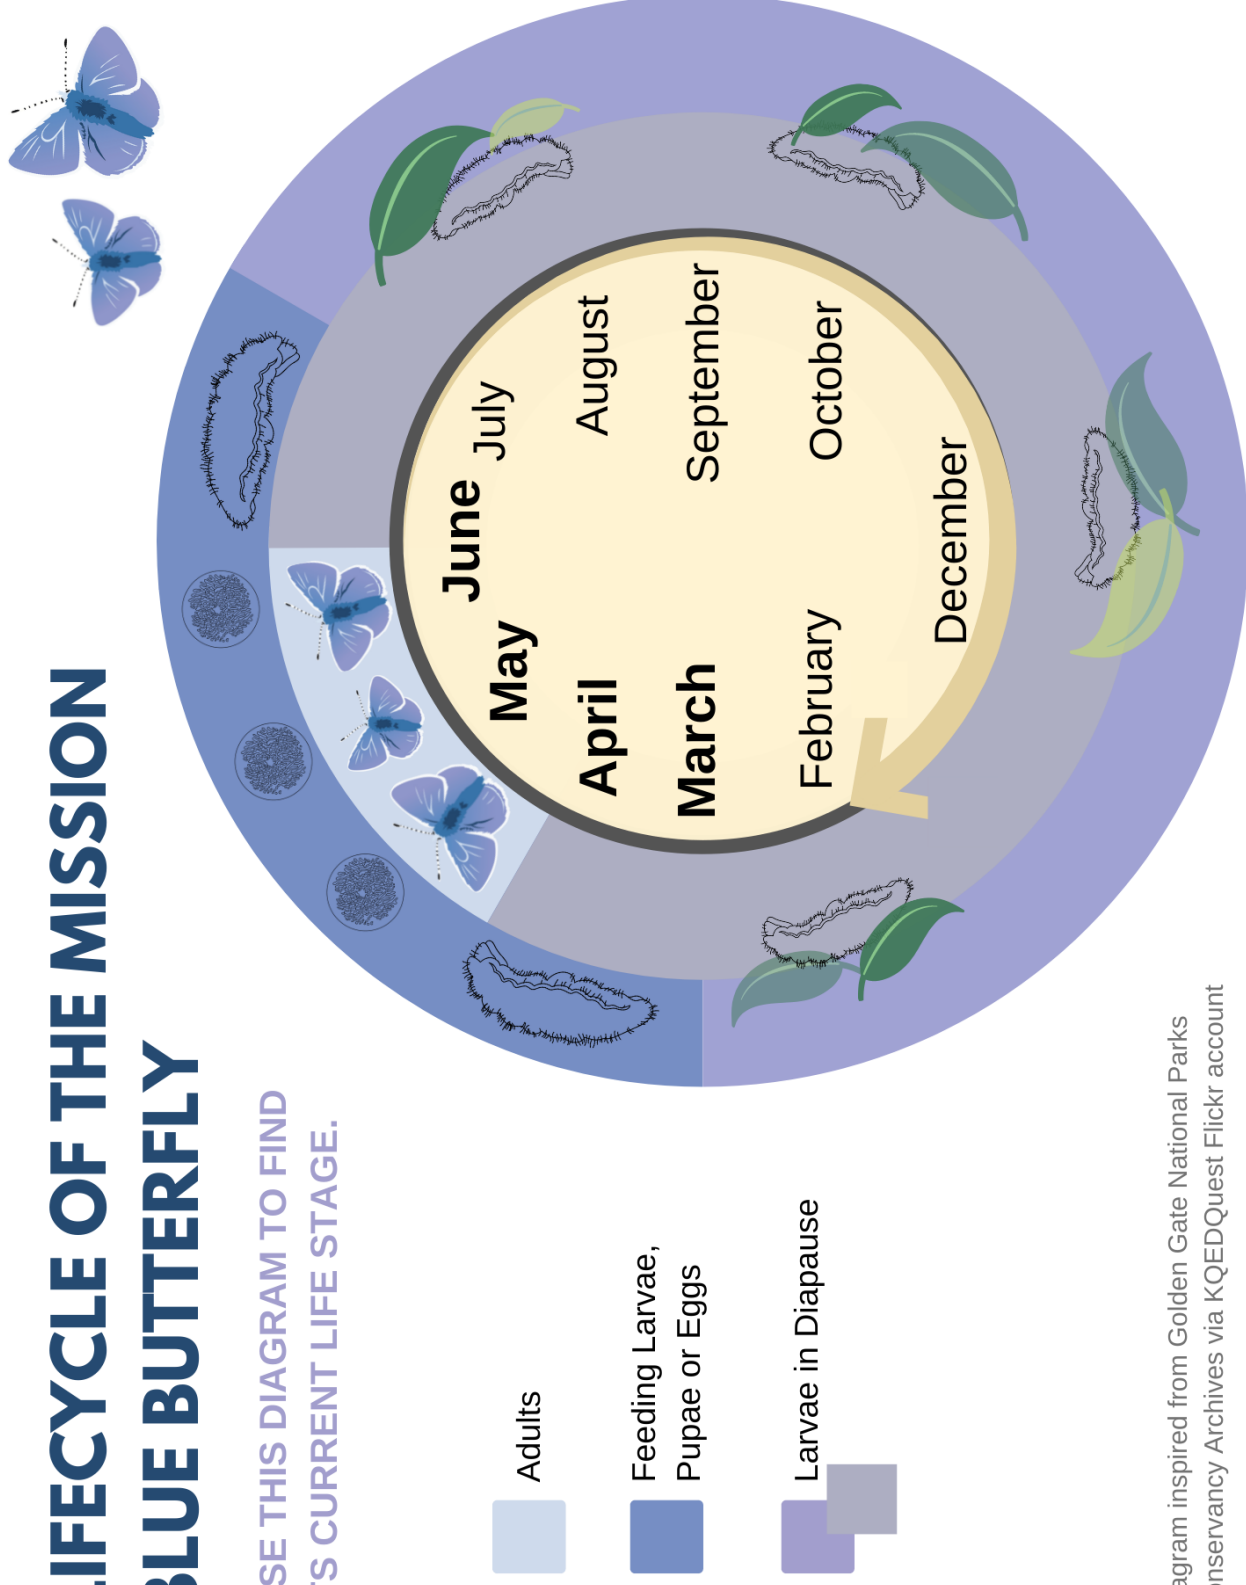 LIFECYCLE OF THE MISSION
BLUE BUTTERFLY
SE THIS DIAGRAM TO FIND
TS CURRENT LIFE STAGE.
Adults
Feeding Larvae,
Pupae or Eggs
Larvae in Diapause
June
July
May
August
April
September
March
October
February
December
agram inspired from Golden Gate National Parks
onservancy Archives via KQEDQuest Flickr account